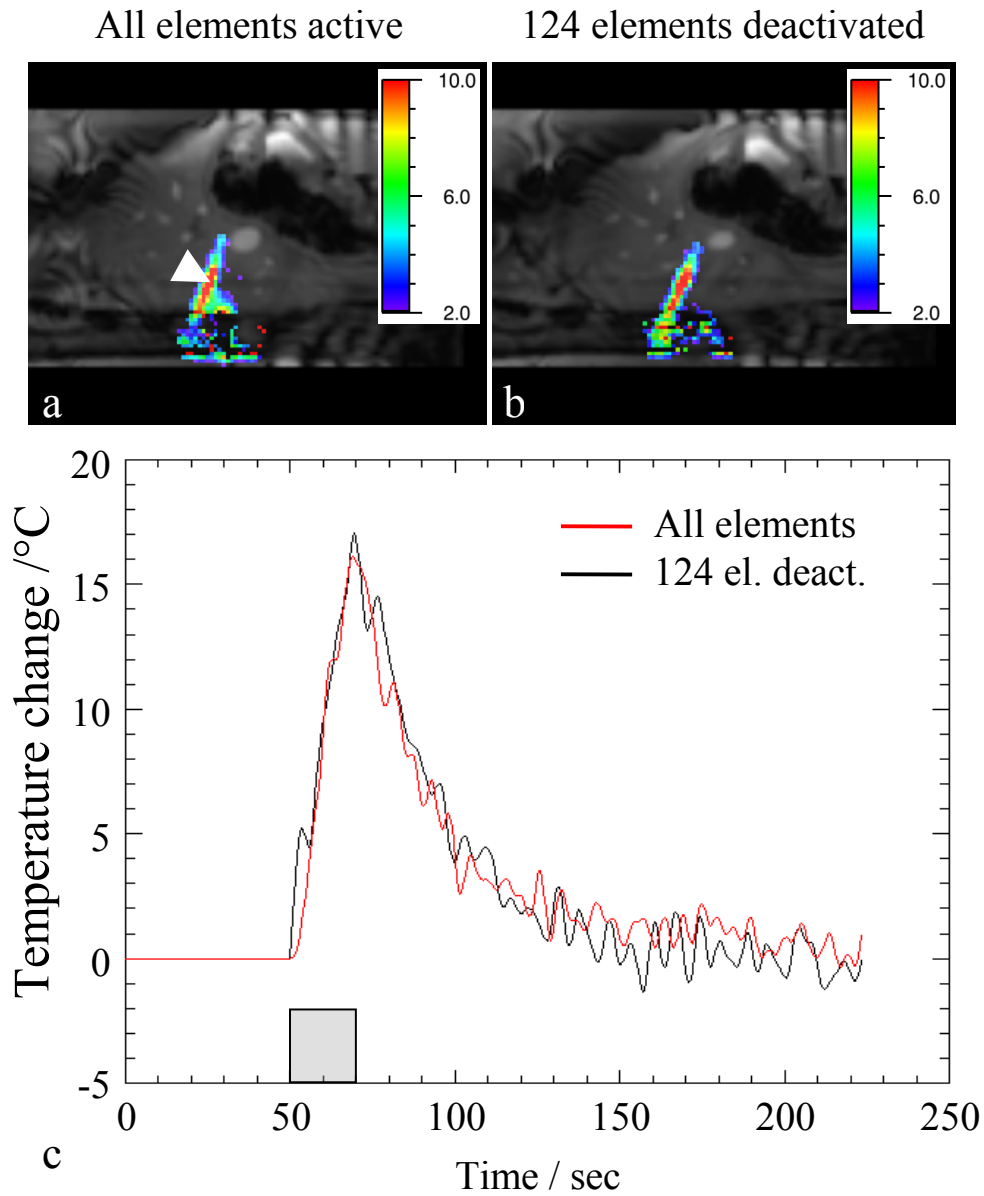 All elements active
124 elements deactivated
10.0
6.0
2.0
a
10.0
6.0
2.0
b
20
15
10
5
0
-5
Temperature change /°C
All elements
124 el. deact.
0
50
100
150
200
250
Time / sec
c